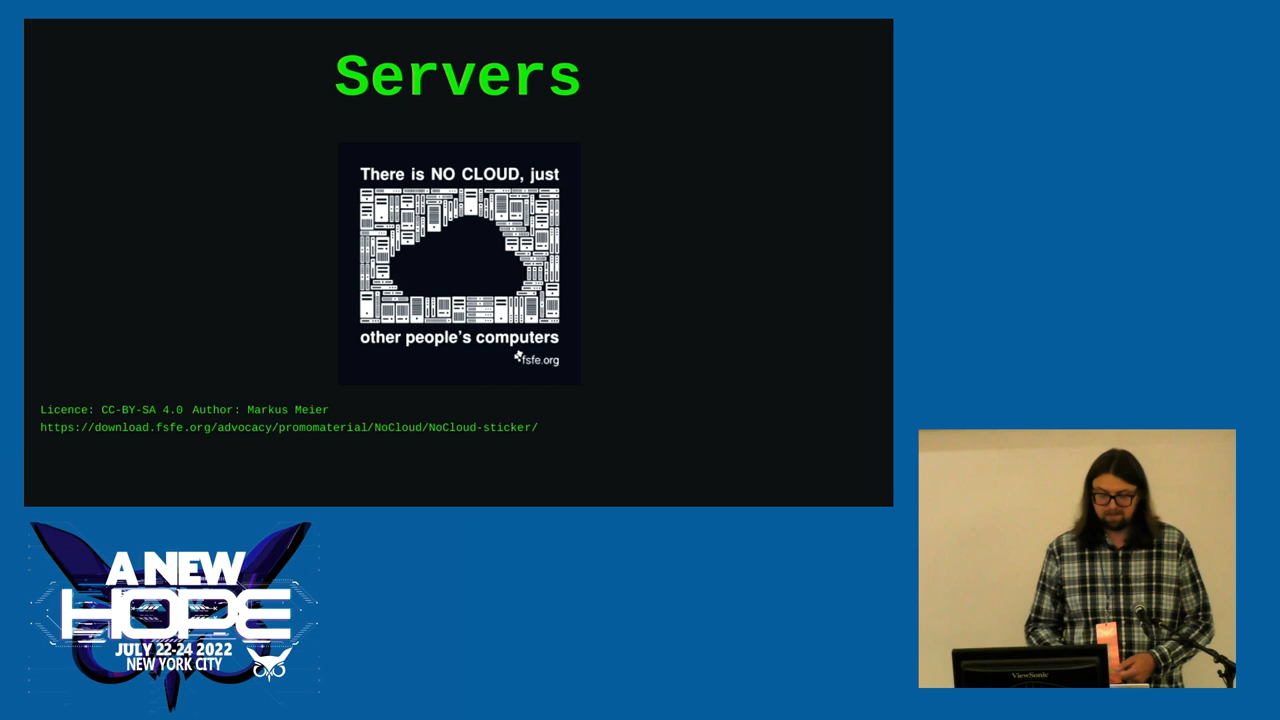 Servers
There is NO CLOUD, just
other people's computers
fsfe.org
Licence: CC-BY-SA 4.0 Author: Markus Meier
https://download.fsfe.org/advocacy/promomaterial/NoCloud/NoCloud-sticker/
A NEW
HOPE
JULY 22-24 2022
NEW YORK CITY
ViewSonic